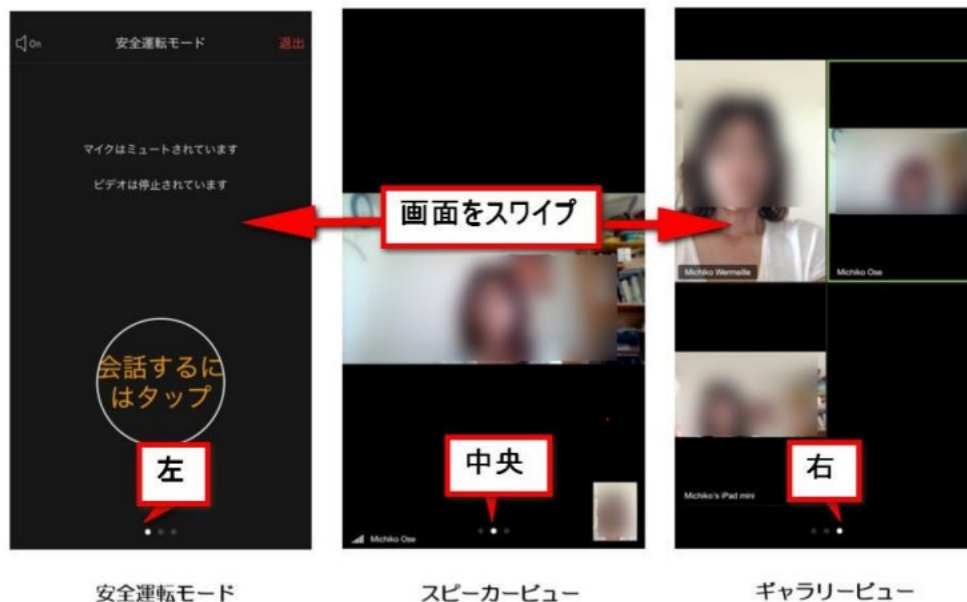 On 安全運転モード 退出
マイクはミュートされています
ビデオは停止されています
会話するに
はタップ
左
画面をスワイプ
中央
Michiko Ose
Michiko Wermeille
Michiko Ose
Michiko's iPad mini
右
安全運転モード
スピーカービュー
ギャラリービュー